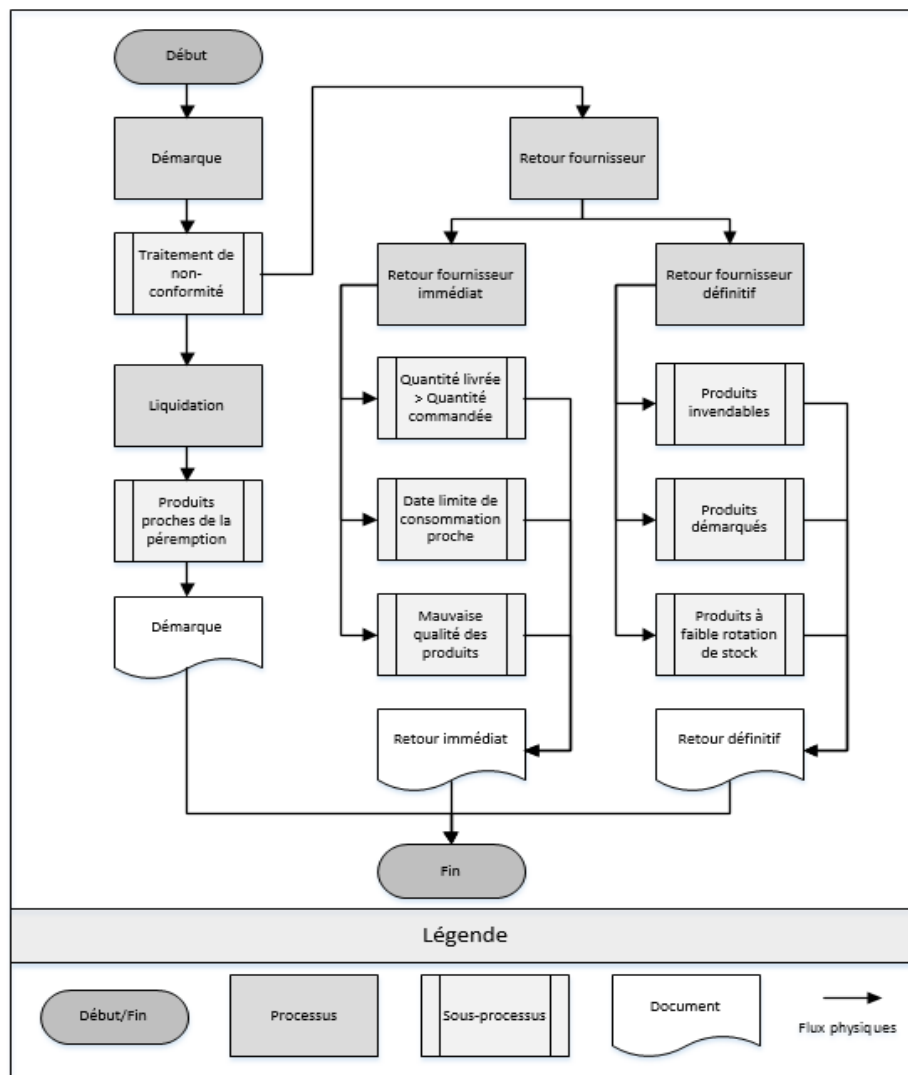 Début
Démarque
Traitement de
non-
conformité
Liquidation
Produits
proches de la
péremption
Démarque
Retour fournisseur
Retour fournisseur
immédiat
Quantité livrée
> Quantité
commandée
Date limite de
consommation
proche
Mauvaise
qualité des
produits
Retour immédiat
Retour fournisseur
définitif
Produits
invendables
Produits
démarqués
Produits à
faible rotation
de stock
Retour définitif
Fin
Légende
Début/Fin
Processus
Sous-processus
Document
Flux physiques